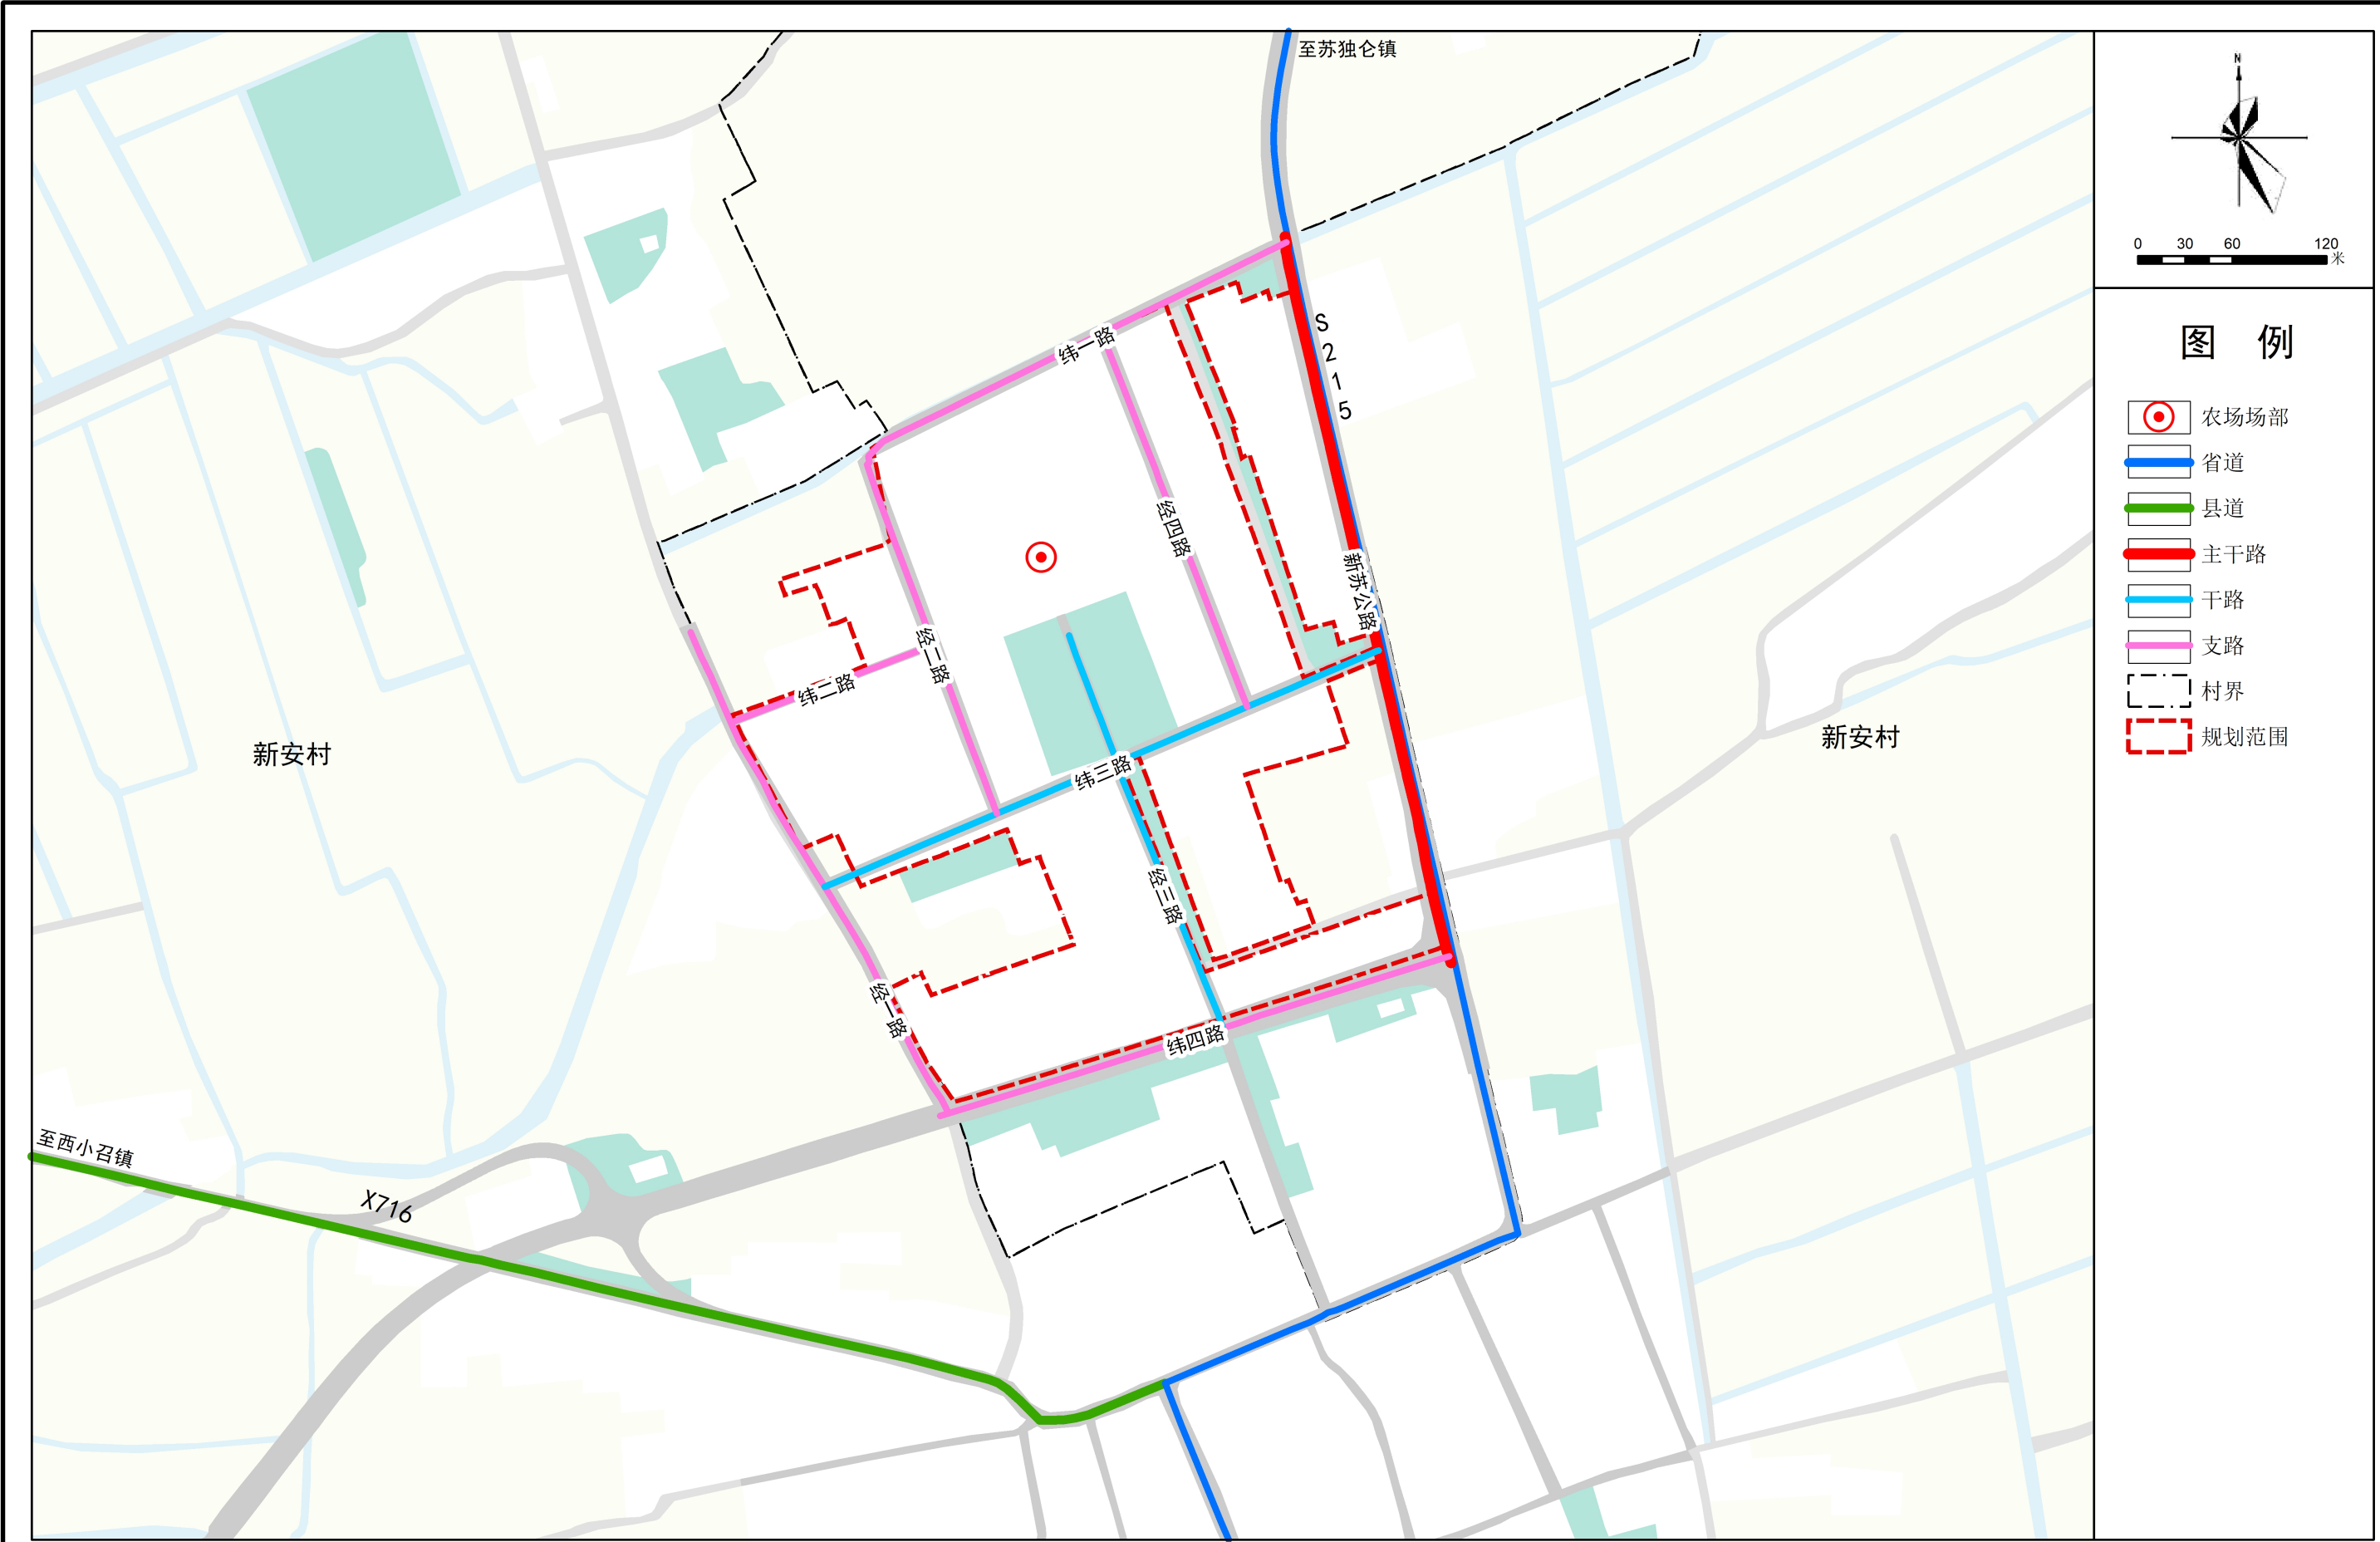 至苏独仑镇
N
0 30 60 120
米
图 例
农场场部
省道
县道
主干路
干路
支路
村界
规划范围
S215
纬一路
经四路
新苏公路
经二路
纬二路
新安村
新安村
纬三路
经三路
经一路
纬四路
至西小召镇
X716